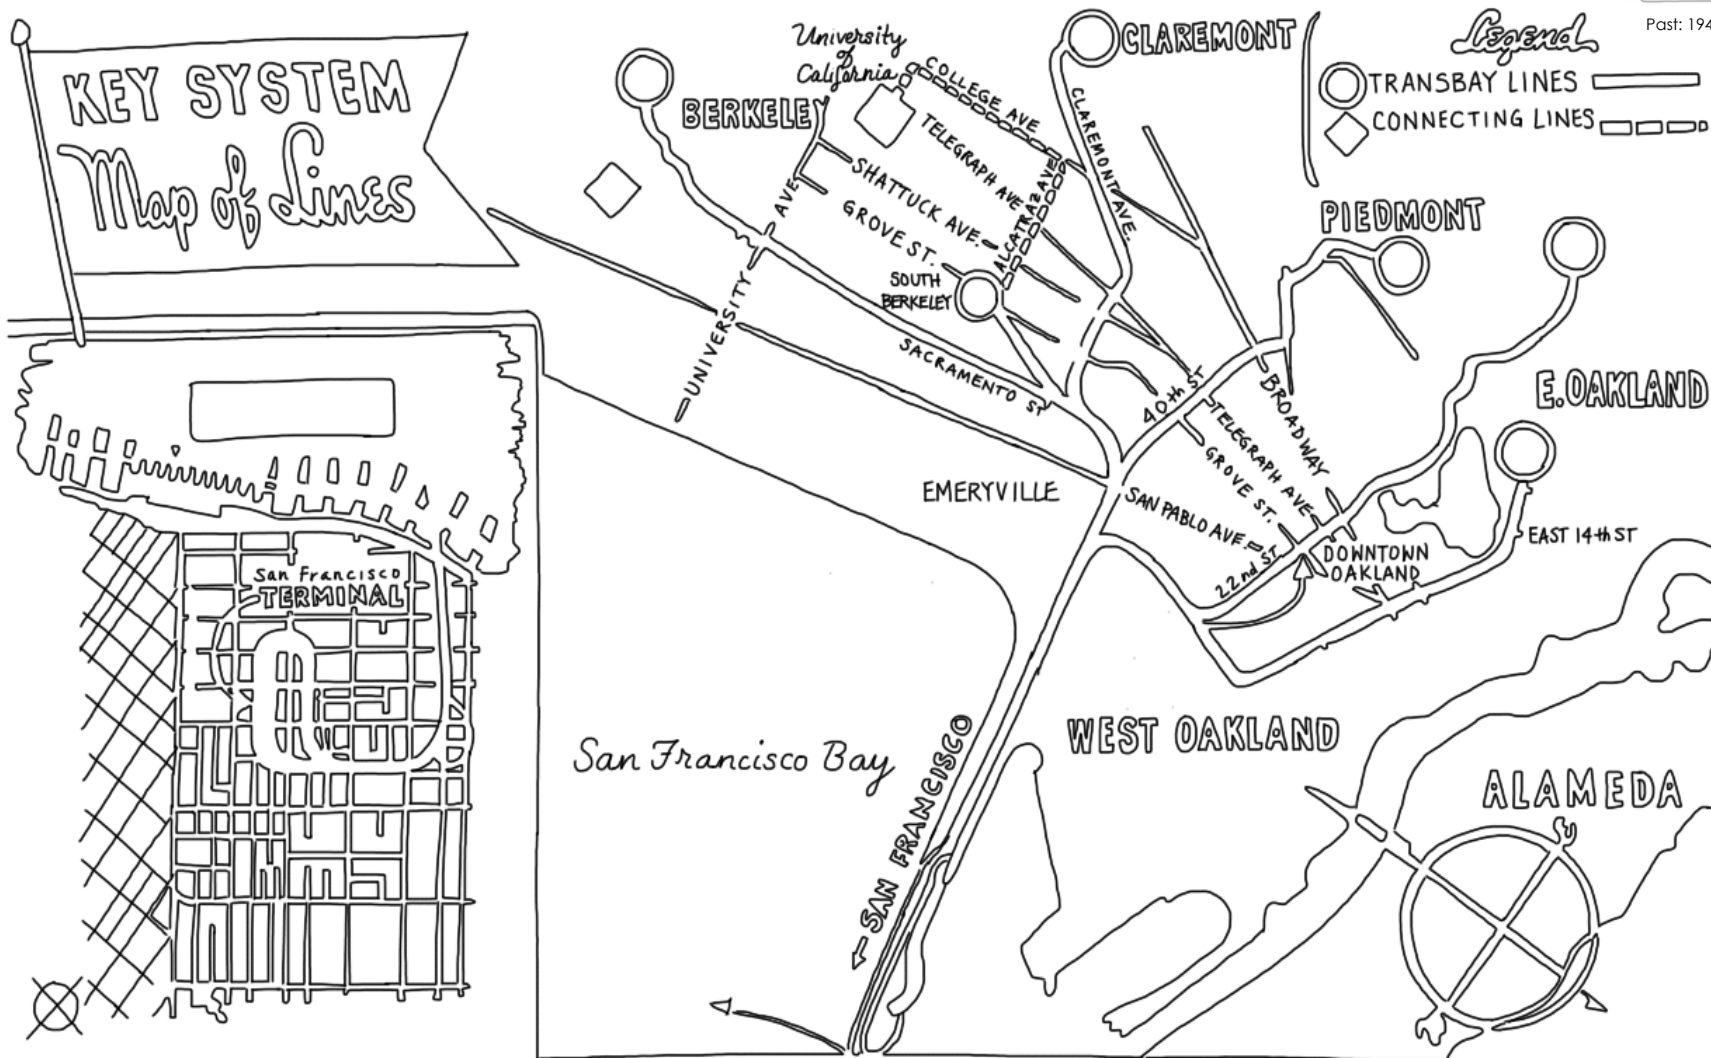 KEY SYSTEM
Map of Lines
Past: 194
Legend
TRANSBAY LINES
CONNECTING LINES
University
of
California
CLAREMONT
BERKELEY
COLLEGE AVE
CLAREMONT AVE.
TELEGRAPH AVE
ALCATRAZ AVE
SHATTUCK AVE.
GROVE ST.
SOUTH
BERKELEY
UNIVERSITY AVE
SACRAMENTO ST
PIEDMONT
40th ST
BROADWAY
TELEGRAPH AVE
GROVE ST.
SAN PABLO AVE.
22nd ST
DOWNTOWN
OAKLAND
E.OAKLAND
EAST 14th ST
EMERYVILLE
San Francisco
TERMINAL
San Francisco Bay
SAN FRANCISCO
WEST OAKLAND
ALAMEDA